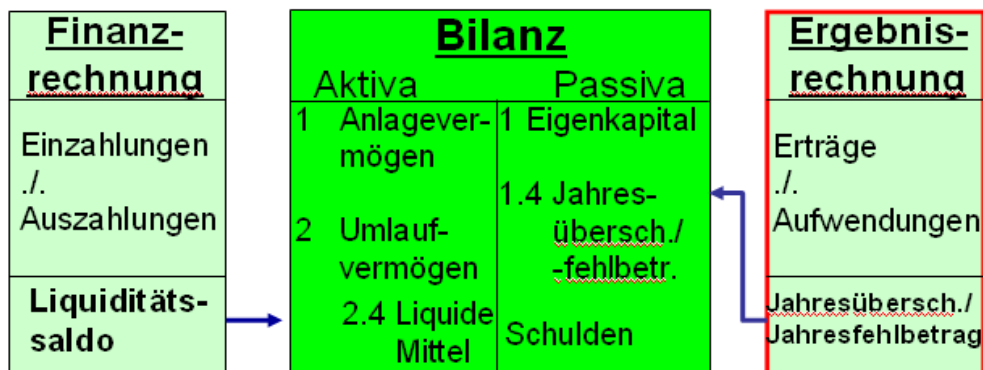 Finanz-
rechnung
Einzahlungen
./.
Auszahlungen
Liquiditäts-
saldo
Bilanz
Aktiva
Passiva
1 Anlagever-
mögen
2 Umlauf-
vermögen
2.4 Liquide
Mittel
1 Eigenkapital
1.4 Jahres-
übersch./
-fehlbetr.
Schulden
Ergebnis-
rechnung
Erträge
./.
Aufwendungen
Jahresübersch./
Jahresfehlbetrag